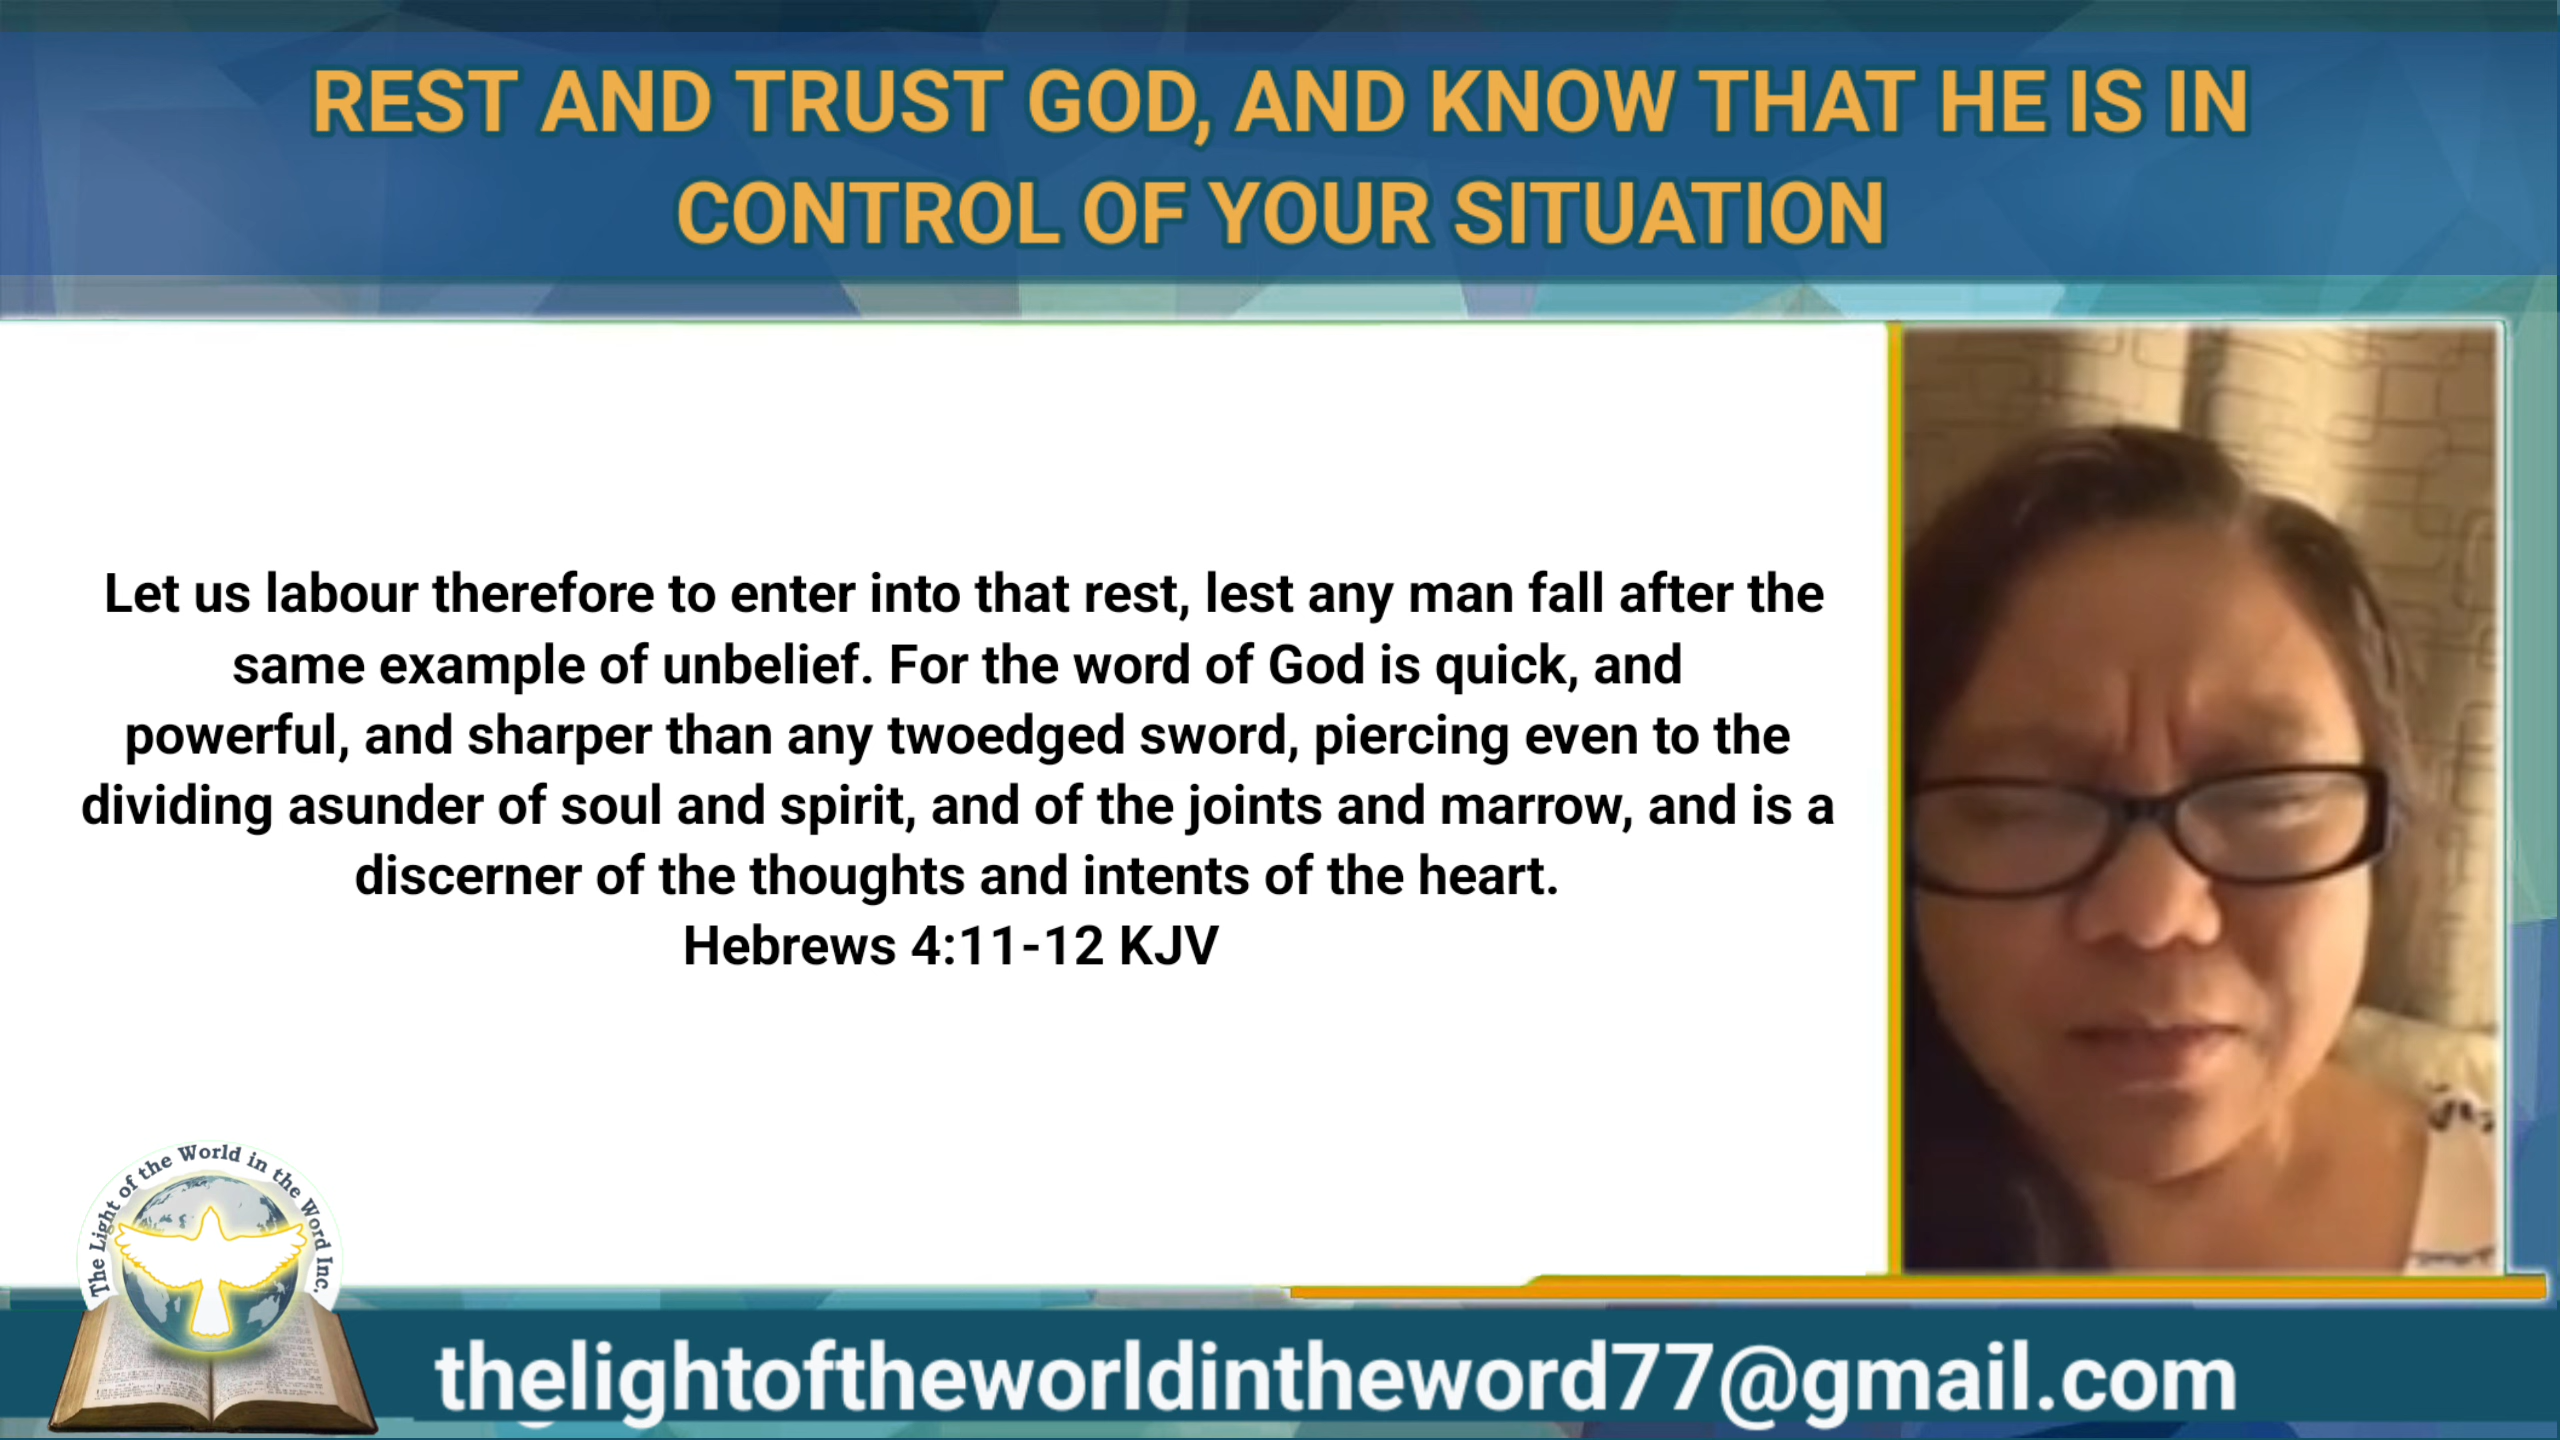 REST AND TRUST GOD, AND KNOW THAT HE IS IN
CONTROL OF YOUR SITUATION
Let us labour therefore to enter into that rest, lest any man fall after the
same example of unbelief. For the word of God is quick, and
powerful, and sharper than any twoedged sword, piercing even to the
dividing asunder of soul and spirit, and of the joints and marrow, and is a
discerner of the thoughts and intents of the heart.
Hebrews 4:11-12 KJV
The Light of the World in the Word Inc.
thelightoftheworldintheword77@gmail.com